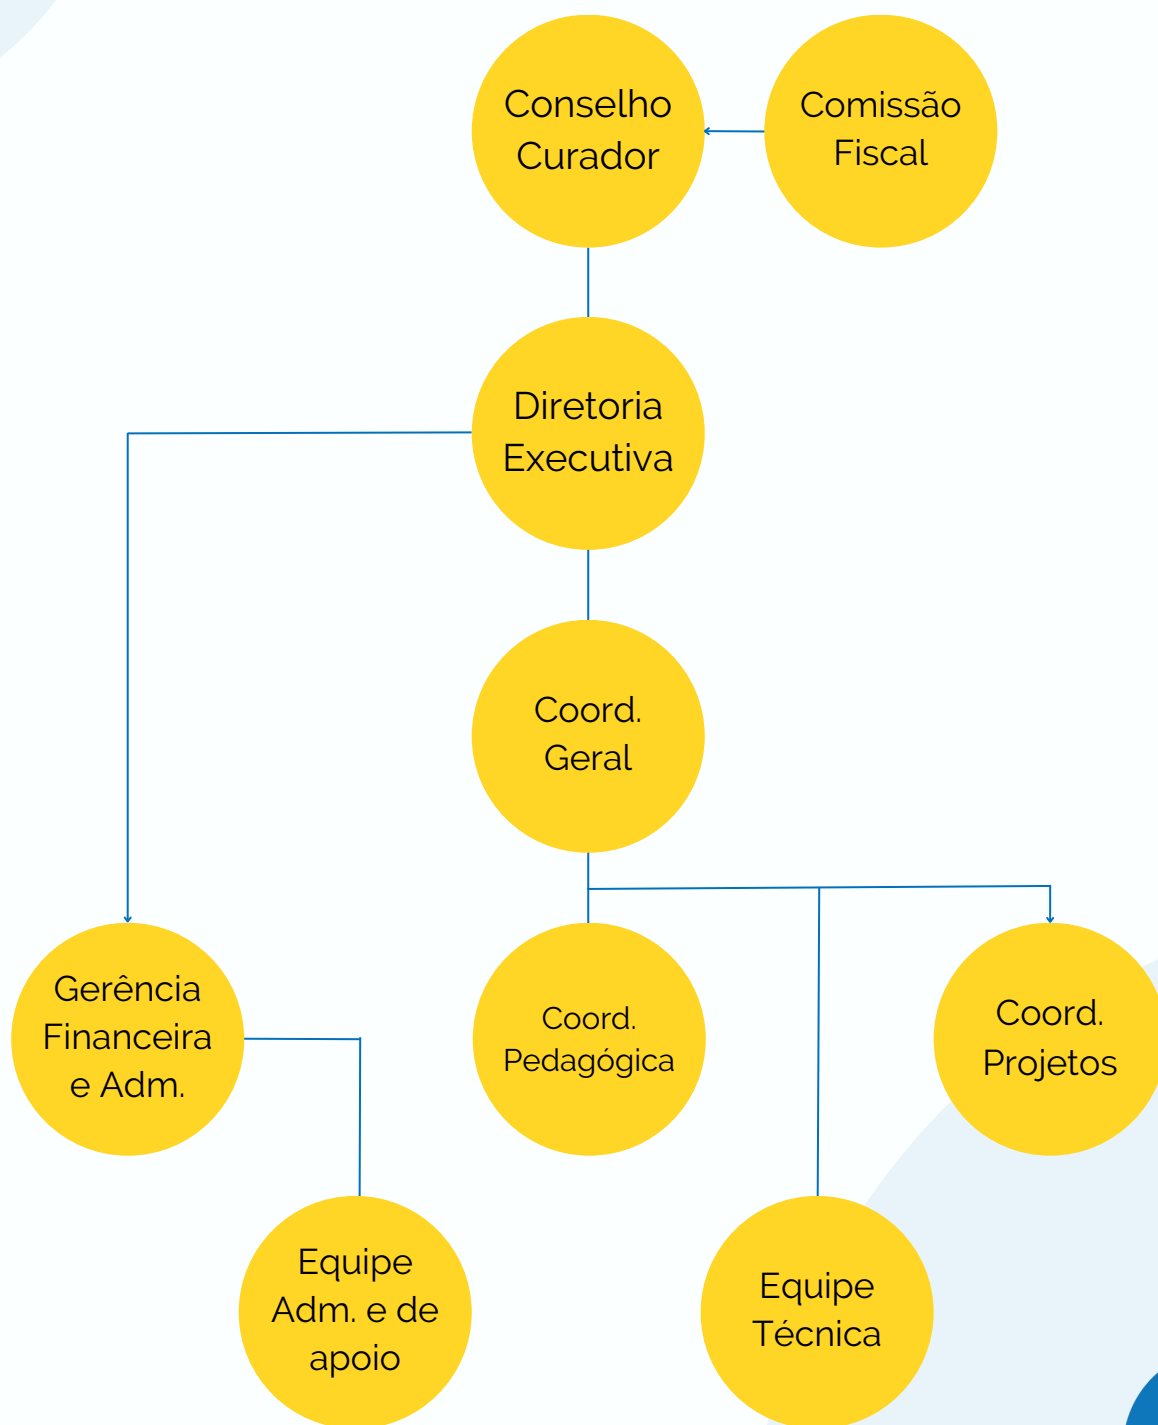 Conselho
Curador
Comissão
Fiscal
Diretoria
Executiva
Coord.
Geral
Gerência
Financeira
e Adm.
Coord.
Pedagógica
Coord.
Projetos
Equipe
Adm. e de
apoio
Equipe
Técnica